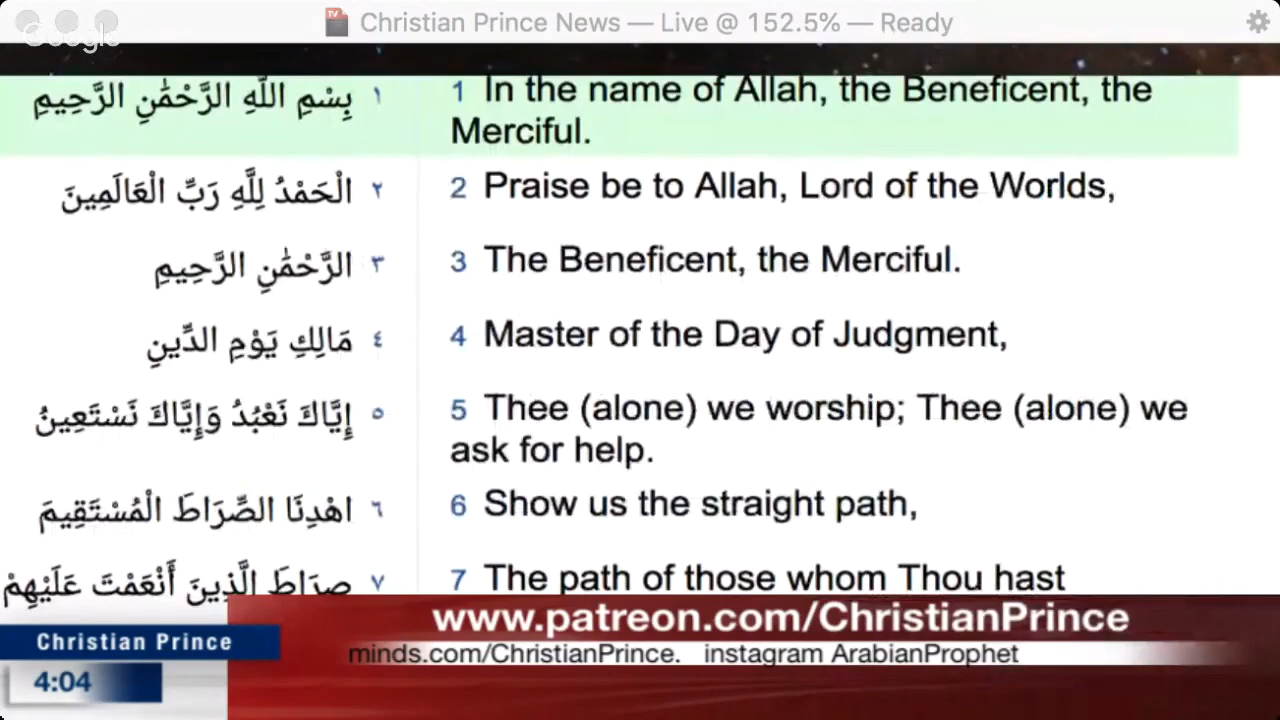 Christian Prince News — Live @ 152.5% — Ready
Google
١ بِسْمِ اللَّهِ الرَّحْمَٰنِ الرَّحِيمِ
1 In the name of Allah, the Beneficent, the
Merciful.
٢ الْحَمْدُ لِلَّهِ رَبِّ الْعَالَمِينَ
2 Praise be to Allah, Lord of the Worlds,
٣ الرَّحْمَٰنِ الرَّحِيمِ
3 The Beneficent, the Merciful.
٤ مَالِكِ يَوْمِ الدِّينِ
4 Master of the Day of Judgment,
٥ إِيَّاكَ نَعْبُدُ وَإِيَّاكَ نَسْتَعِينُ
5 Thee (alone) we worship; Thee (alone) we
ask for help.
٦ اهْدِنَا الصِّرَاطَ الْمُسْتَقِيمَ
6 Show us the straight path,
٧ صِرَاطَ الَّذِينَ أَنْعَمْتَ عَلَيْهِمْ
7 The path of those whom Thou hast
www.patreon.com/ChristianPrince
Christian Prince
minds.com/ChristianPrince. instagram ArabianProphet
4:04